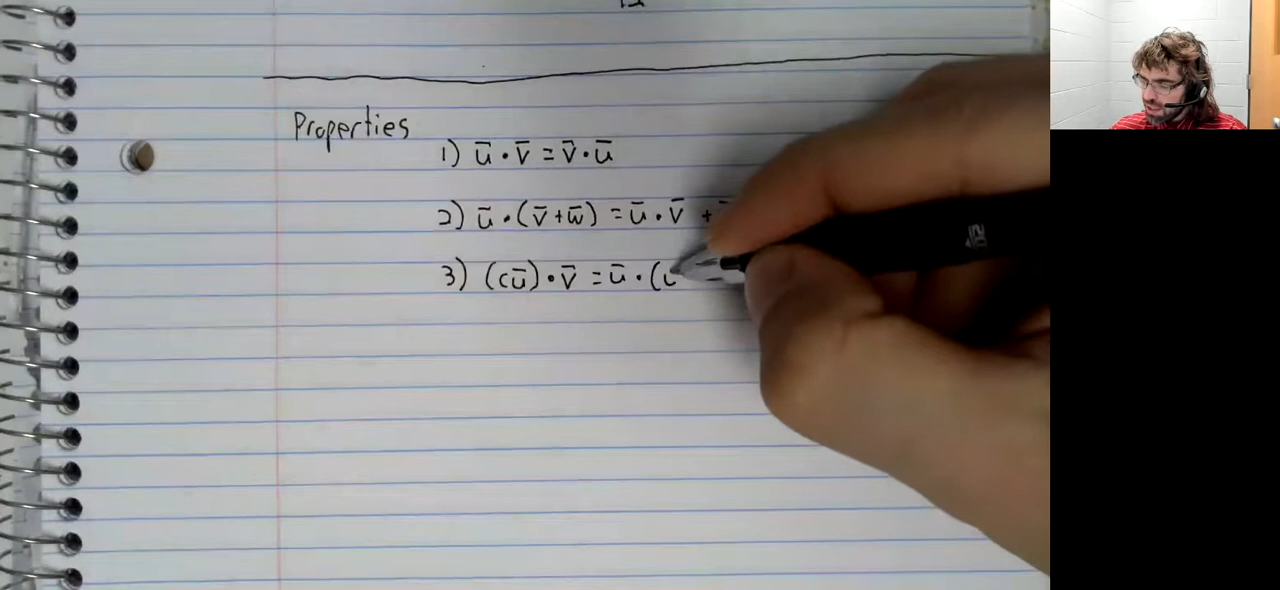 Properties
1) ū · v̄ = v̄ · ū
2) ū · (v̄ + w̄) = ū · v̄ +
3) (cū) · v̄ = ū · (c